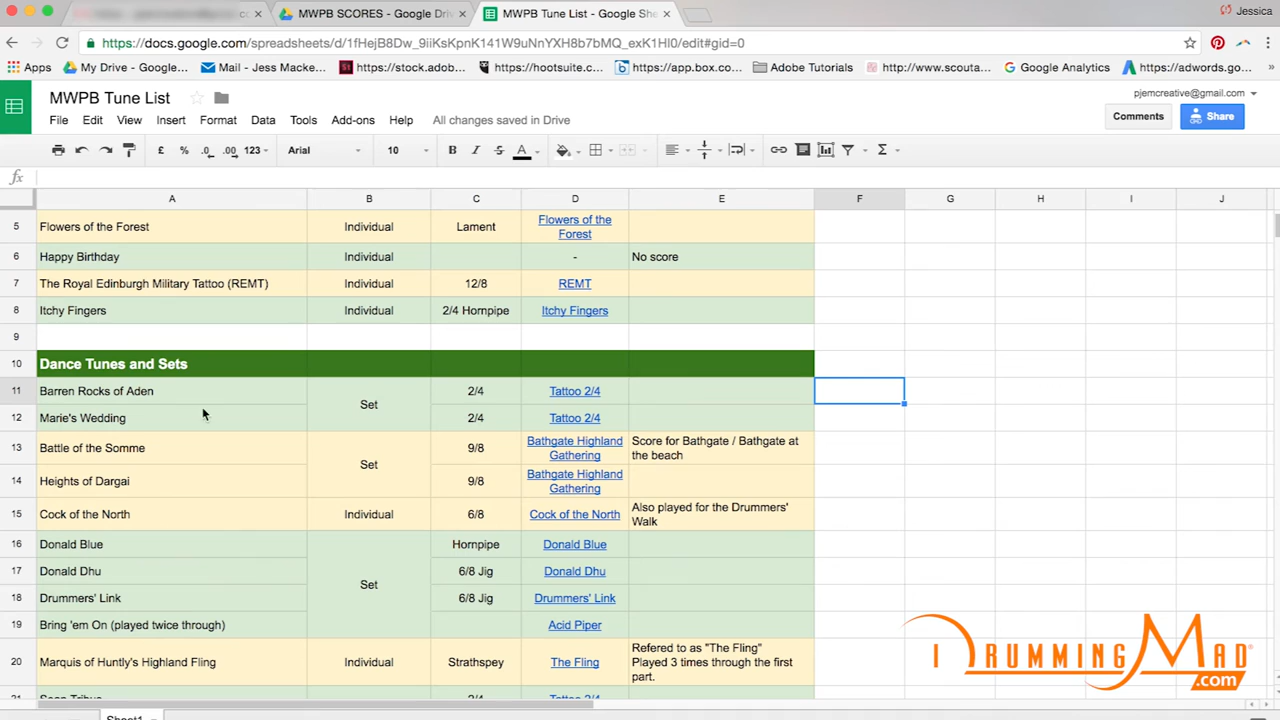 MWPB SCORES - Google Dri
MWPB Tune List - Google She
Jessica
https://docs.google.com/spreadsheets/d/1fHejB8Dw_9iiKsKpnK141W9uNnYXH8b7bMQ_exK1Hl0/edit#gid=0
Apps My Drive - Google... Mail - Jess Macke... https://stock.adob... https://hootsuite.c... https://app.box.co... Adobe Tutorials http://www.scouta... Google Analytics https://adwords.go... »
MWPB Tune List
pjemcreative@gmail.com
File Edit View Insert Format Data Tools Add-ons Help All changes saved in Drive
Comments Share
£ % .0 .00 123 Arial 10 B I S A Σ
fx
A B C D E F G H I J
5 Flowers of the Forest Individual Lament Flowers of the
Forest
6 Happy Birthday Individual - No score
7 The Royal Edinburgh Military Tattoo (REMT) Individual 12/8 REMT
8 Itchy Fingers Individual 2/4 Hornpipe Itchy Fingers
9
10 Dance Tunes and Sets
11 Barren Rocks of Aden Set 2/4 Tattoo 2/4
12 Marie's Wedding 2/4 Tattoo 2/4
13 Battle of the Somme Set 9/8 Bathgate Highland
Gathering Score for Bathgate / Bathgate at
the beach
14 Heights of Dargai 9/8 Bathgate Highland
Gathering
15 Cock of the North Individual 6/8 Cock of the North Also played for the Drummers'
Walk
16 Donald Blue Set Hornpipe Donald Blue
17 Donald Dhu 6/8 Jig Donald Dhu
18 Drummers' Link 6/8 Jig Drummers' Link
19 Bring 'em On (played twice through) Acid Piper
20 Marquis of Huntly's Highland Fling Individual Strathspey The Fling Refered to as "The Fling"
Played 3 times through the first
part.
2/4 Tattoo 2/4
Sheet1
IDRUMMINGMAD
.com